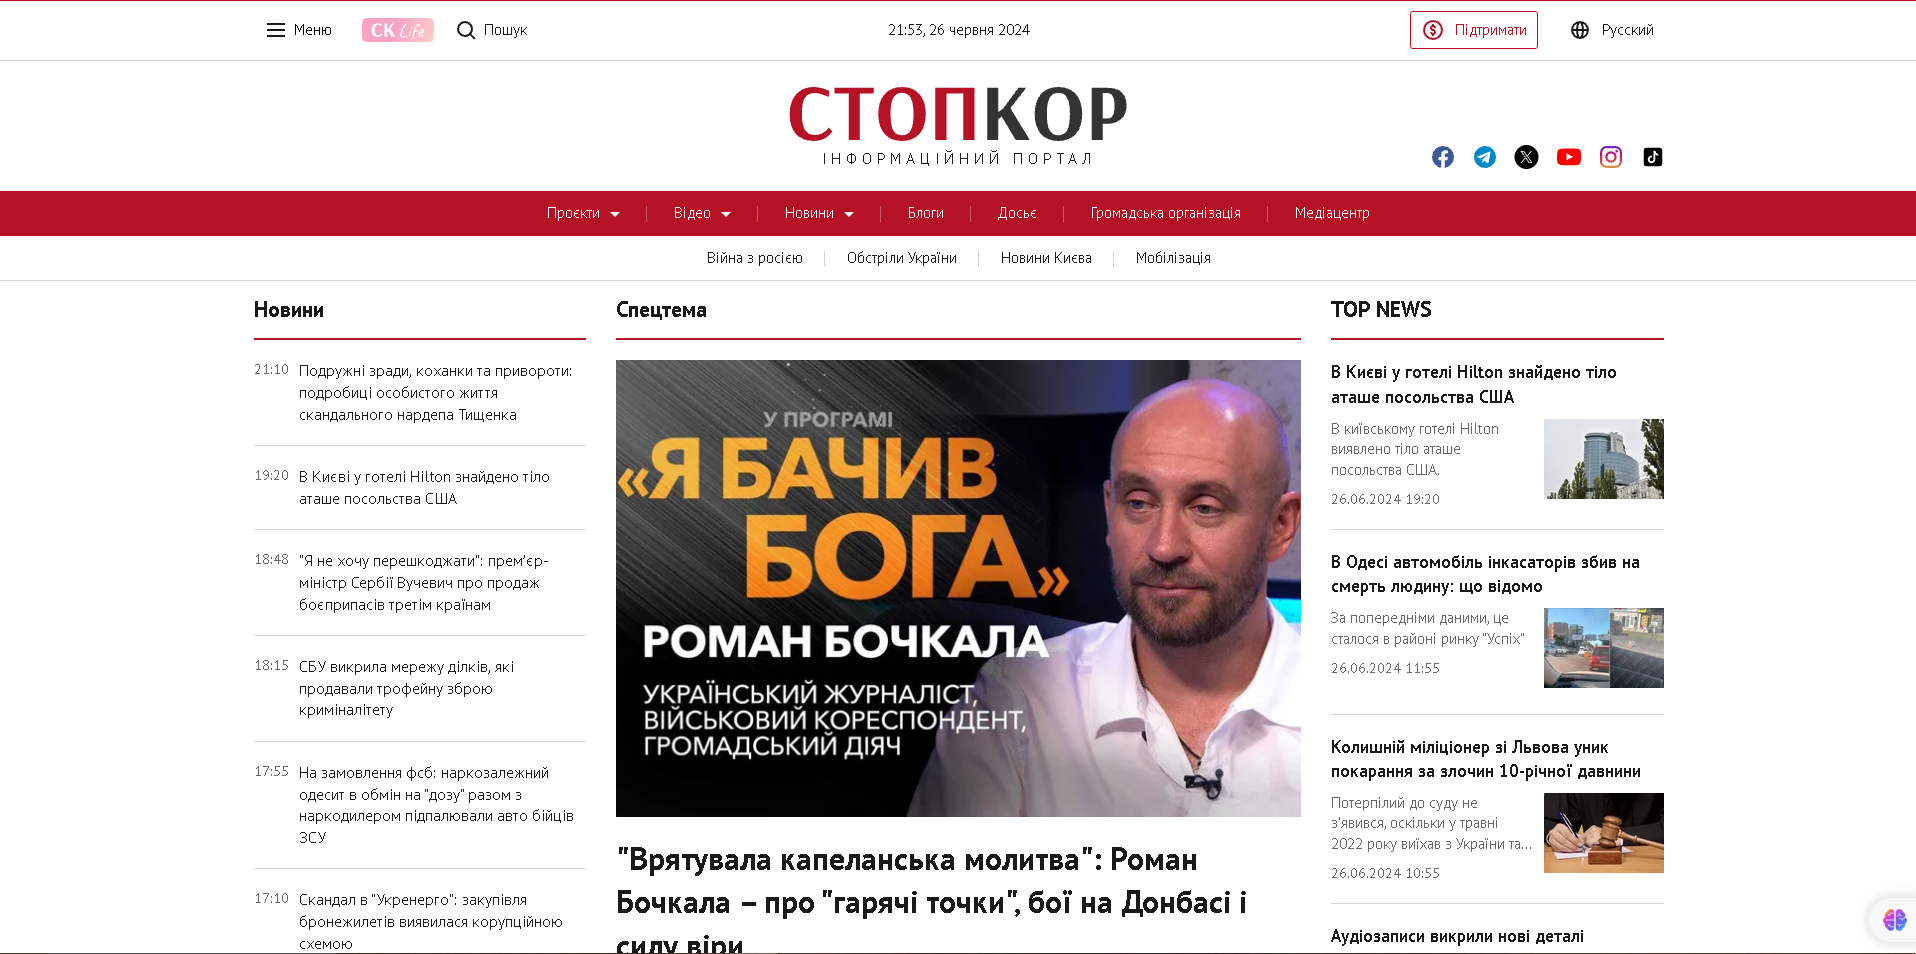 Меню
СК Life
Пошук
21:53, 26 червня 2024
Підтримати
Русский
СТОПКОР
ІНФОРМАЦІЙНИЙ ПОРТАЛ
Проєкти
Відео
Новини
Блоги
Досьє
Громадська організація
Медіацентр
Війна з росією
Обстріли України
Новини Києва
Мобілізація
Новини
21:10
Подружні зради, коханки та привороти:
подробиці особистого життя
скандального нардепа Тищенка
19:20
В Києві у готелі Hilton знайдено тіло
аташе посольства США
18:48
"Я не хочу перешкоджати": прем’єр-
міністр Сербії Вучевич про продаж
боєприпасів третім країнам
18:15
СБУ викрила мережу ділків, які
продавали трофейну зброю
криміналітету
17:55
На замовлення фсб: наркозалежний
одесит в обмін на "дозу" разом з
наркодилером підпалювали авто бійців
ЗСУ
17:10
Скандал в "Укренерго": закупівля
бронежилетів виявилася корупційною
схемою
Спецтема
У ПРОГРАМІ
«Я БАЧИВ
БОГА»
РОМАН БОЧКАЛА
УКРАЇНСЬКИЙ ЖУРНАЛІСТ,
ВІЙСЬКОВИЙ КОРЕСПОНДЕНТ,
ГРОМАДСЬКИЙ ДІЯЧ
"Врятувала капеланська молитва": Роман
Бочкала – про "гарячі точки", бої на Донбасі і
силу віри
TOP NEWS
В Києві у готелі Hilton знайдено тіло
аташе посольства США
В київському готелі Hilton
виявлено тіло аташе
посольства США.
26.06.2024 19:20
В Одесі автомобіль інкасаторів збив на
смерть людину: що відомо
За попередніми даними, це
сталося в районі ринку "Успіх"
26.06.2024 11:55
Колишній міліціонер зі Львова уник
покарання за злочин 10-річної давнини
Потерпілий до суду не
з'явився, оскільки у травні
2022 року виїхав з України та...
26.06.2024 10:55
Аудіозаписи викрили нові деталі